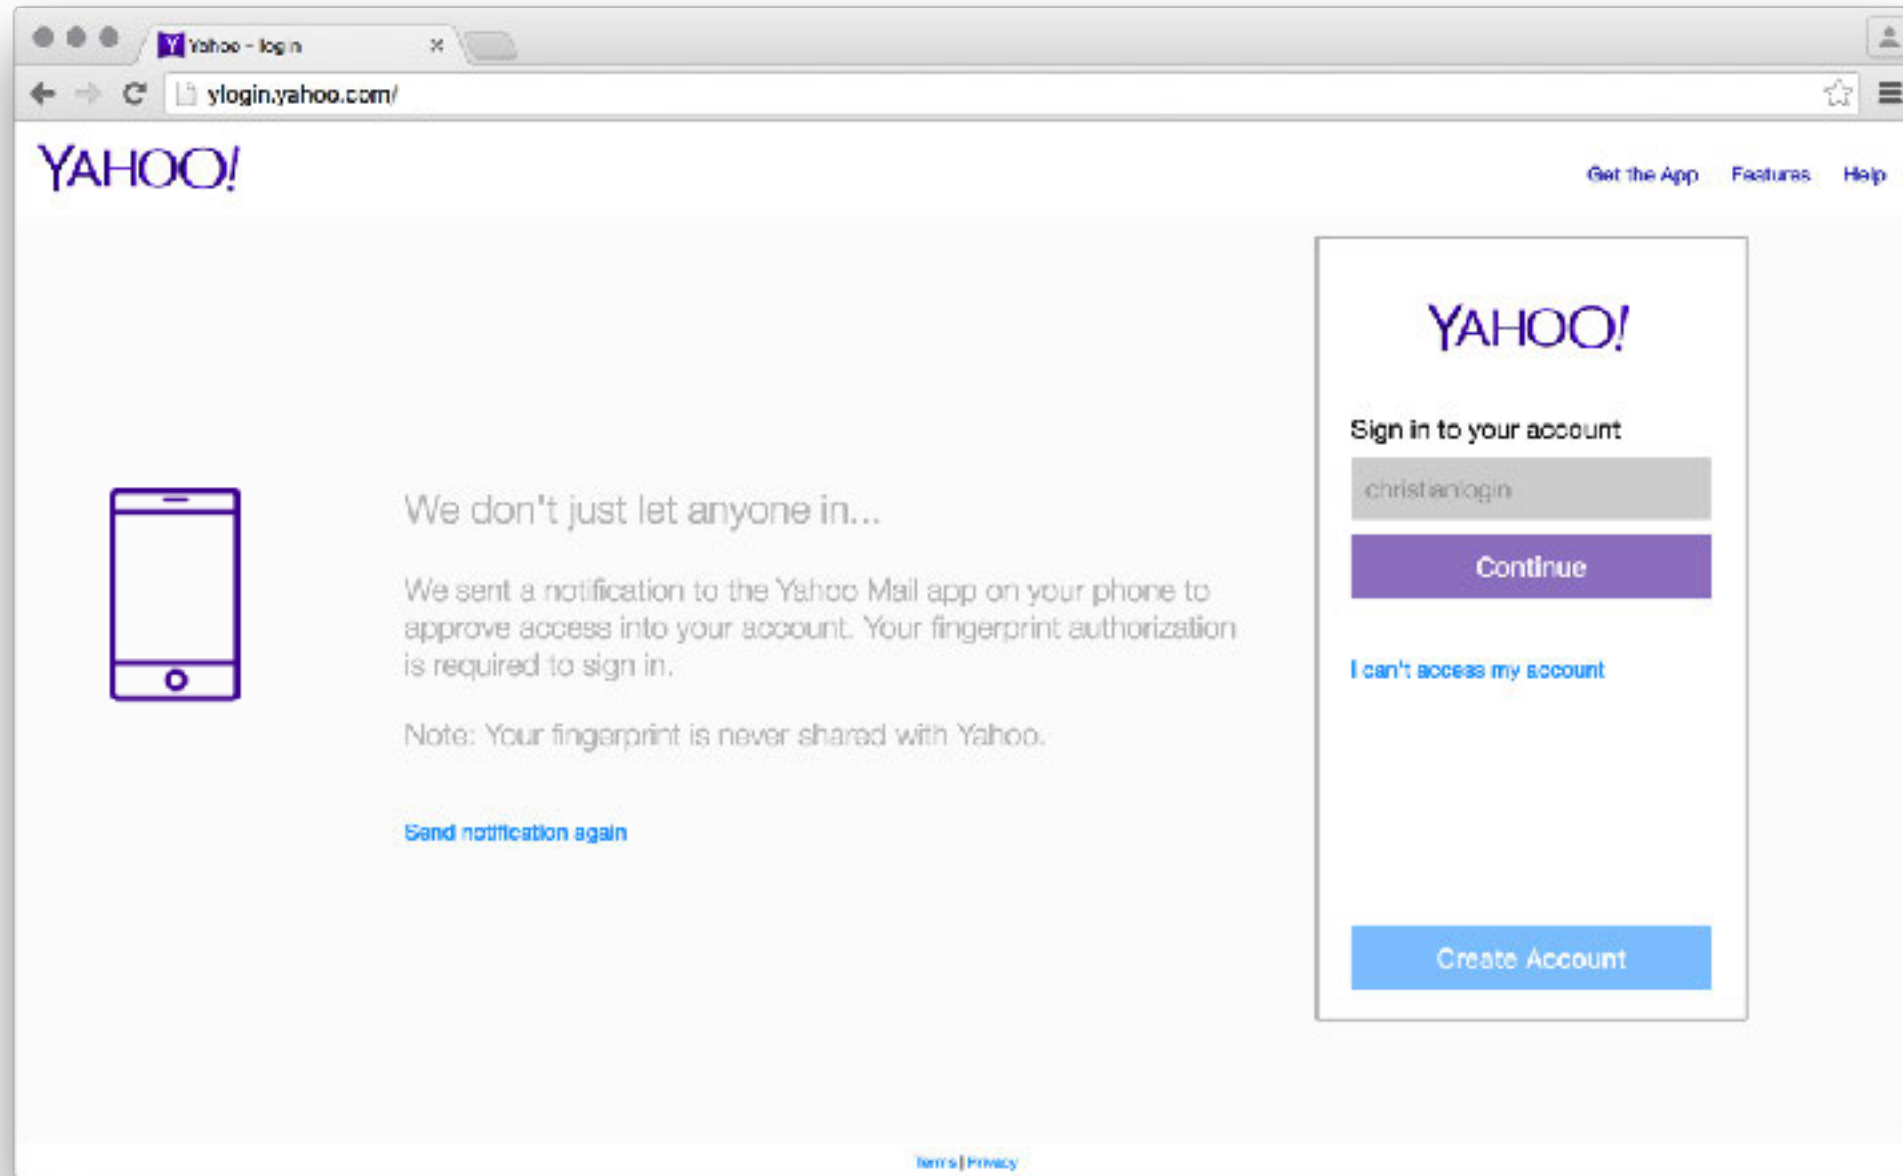 Yahoo - login
ylogin.yahoo.com/
YAHOO!
Get the App Features Help
YAHOO!
Sign in to your account
christianlogin
Continue
I can't access my account
Create Account
We don't just let anyone in...
We sent a notification to the Yahoo Mail app on your phone to
approve access into your account. Your fingerprint authorization
is required to sign in.
Note: Your fingerprint is never shared with Yahoo.
Send notification again
Terms | Privacy